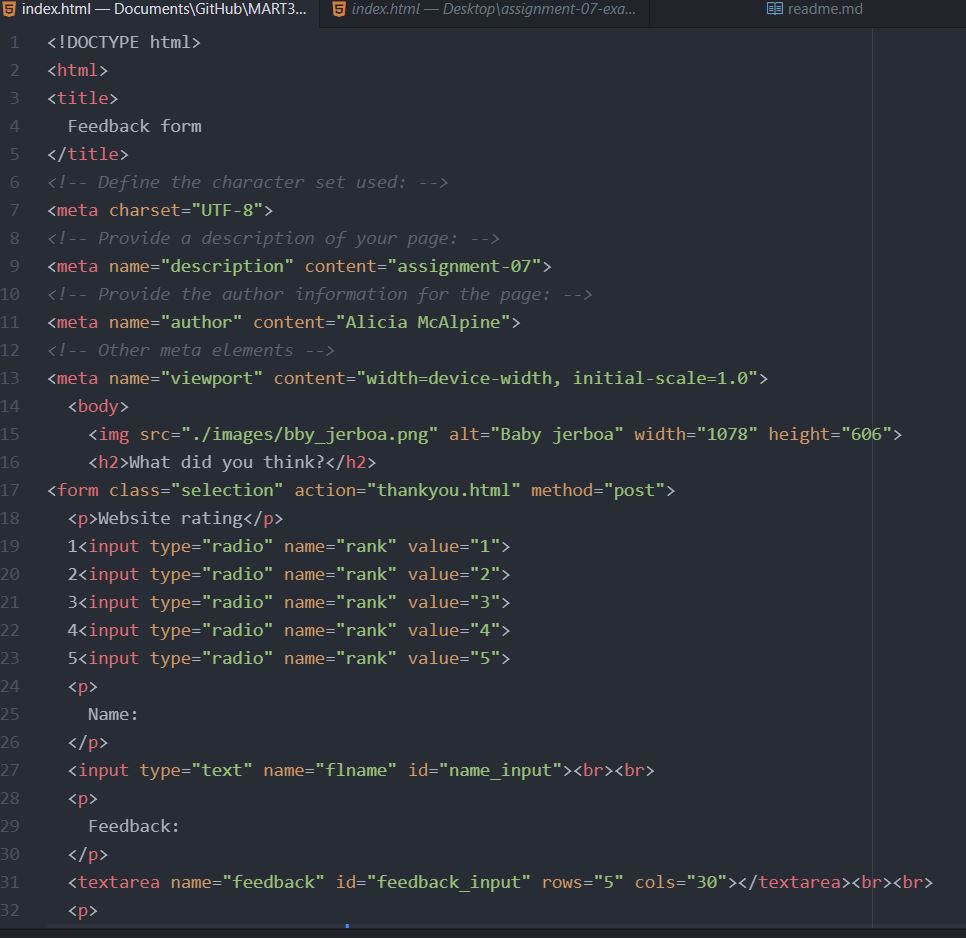 index.html — Documents\GitHub\MART3... index.html — Desktop\assignment-07-exa... readme.md
1 <!DOCTYPE html>
2 <html>
3 <title>
4   Feedback form
5 </title>
6 <!-- Define the character set used: -->
7 <meta charset="UTF-8">
8 <!-- Provide a description of your page: -->
9 <meta name="description" content="assignment-07">
10 <!-- Provide the author information for the page: -->
11 <meta name="author" content="Alicia McAlpine">
12 <!-- Other meta elements -->
13 <meta name="viewport" content="width=device-width, initial-scale=1.0">
14   <body>
15     <img src="./images/bby_jerboa.png" alt="Baby jerboa" width="1078" height="606">
16     <h2>What did you think?</h2>
17 <form class="selection" action="thankyou.html" method="post">
18   <p>Website rating</p>
19   1<input type="radio" name="rank" value="1">
20   2<input type="radio" name="rank" value="2">
21   3<input type="radio" name="rank" value="3">
22   4<input type="radio" name="rank" value="4">
23   5<input type="radio" name="rank" value="5">
24   <p>
25     Name:
26   </p>
27   <input type="text" name="flname" id="name_input"><br><br>
28   <p>
29     Feedback:
30   </p>
31   <textarea name="feedback" id="feedback_input" rows="5" cols="30"></textarea><br><br>
32   <p>